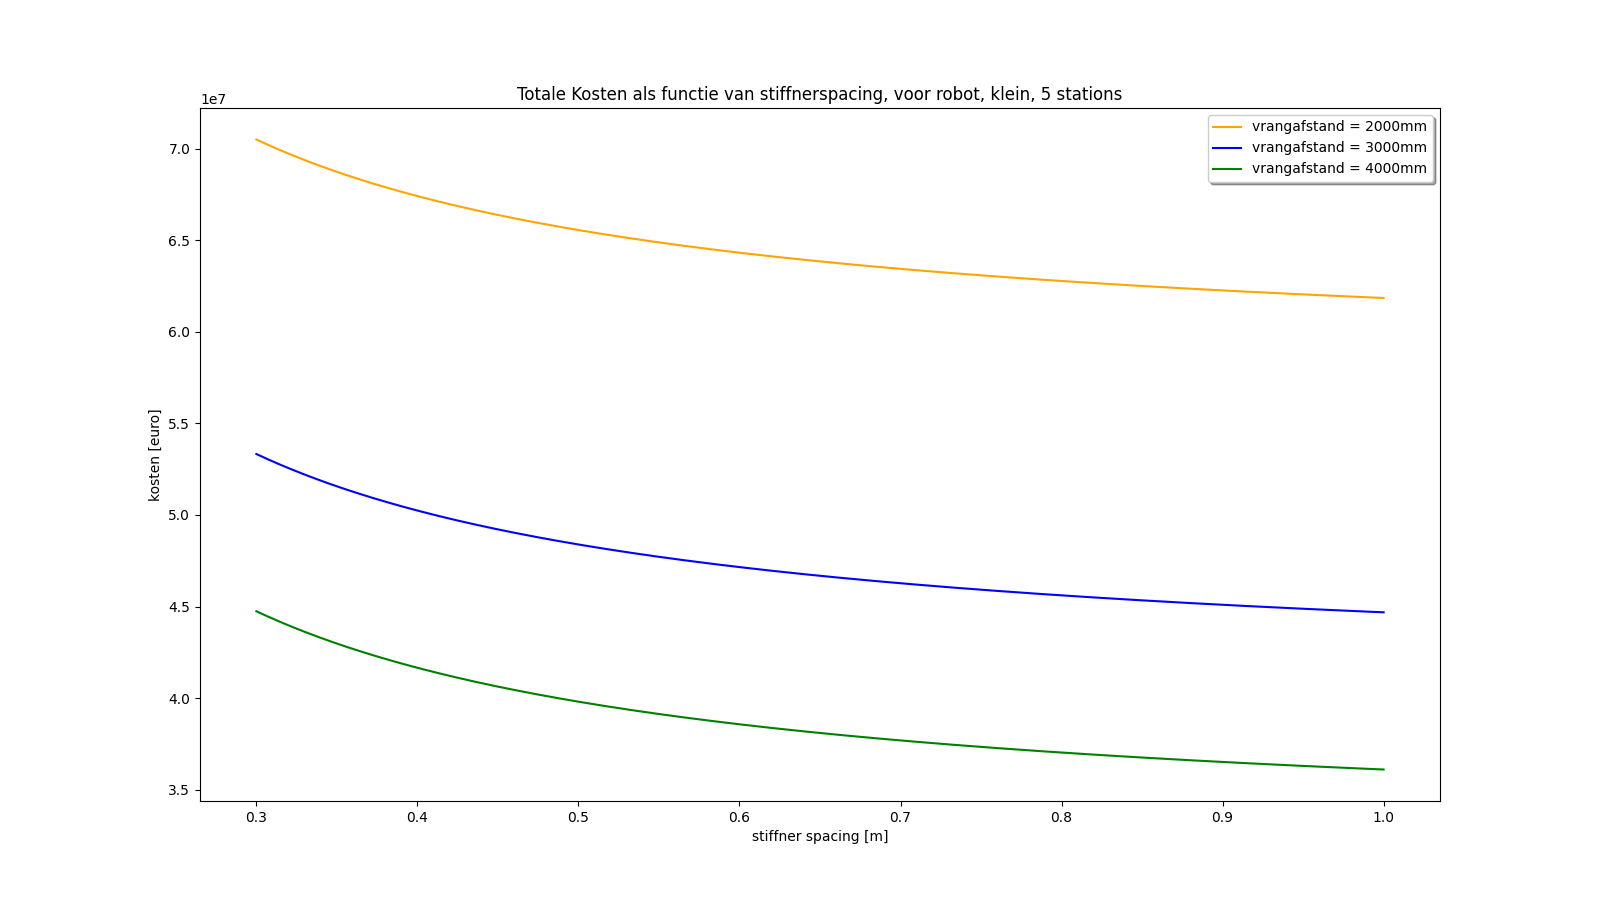 Totale Kosten als functie van stiffnerspacing, voor robot, klein, 5 stations
1e7
vrangafstand = 2000mm
vrangafstand = 3000mm
vrangafstand = 4000mm
7.0
6.5
6.0
5.5
5.0
4.5
4.0
3.5
kosten [euro]
0.3 0.4 0.5 0.6 0.7 0.8 0.9 1.0
stiffner spacing [m]